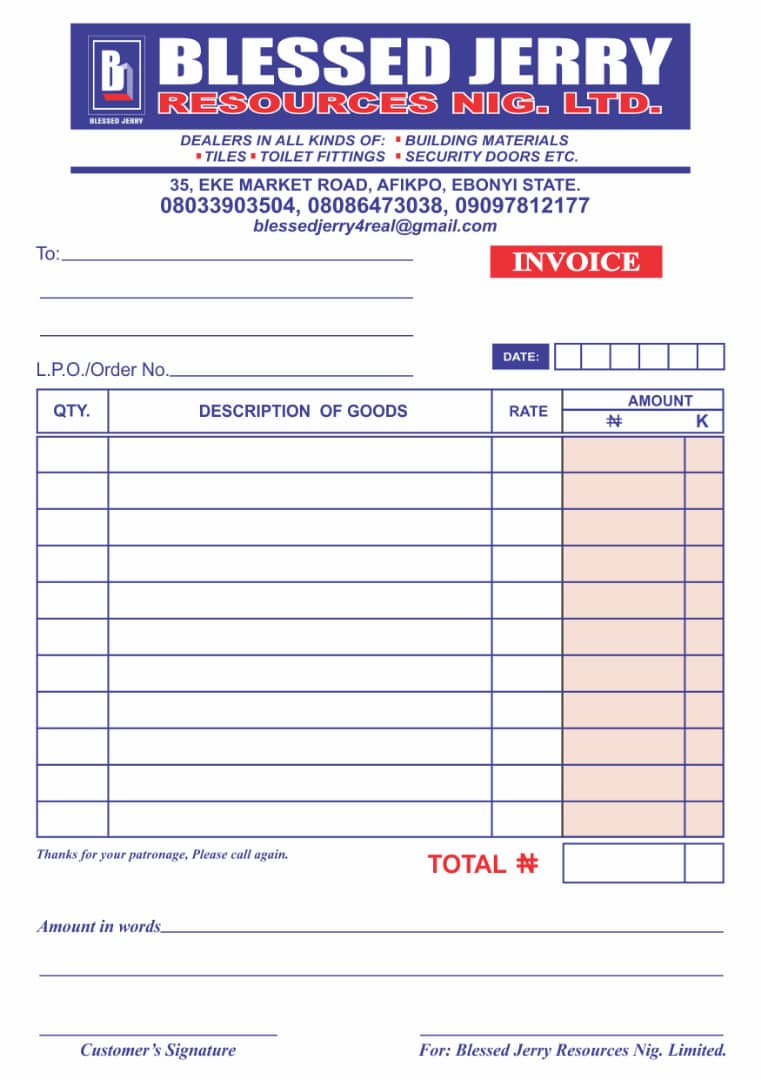 BJ
BLESSED JERRY
BLESSED JERRY
RESOURCES NIG. LTD.
DEALERS IN ALL KINDS OF: ▪ BUILDING MATERIALS
▪ TILES ▪ TOILET FITTINGS ▪ SECURITY DOORS ETC.
35, EKE MARKET ROAD, AFIKPO, EBONYI STATE.
08033903504, 08086473038, 09097812177
blessedjerry4real@gmail.com
To:
INVOICE
DATE:
L.P.O./Order No.
QTY. DESCRIPTION OF GOODS RATE AMOUNT
₦ K
Thanks for your patronage, Please call again.
TOTAL ₦
Amount in words
Customer's Signature
For: Blessed Jerry Resources Nig. Limited.